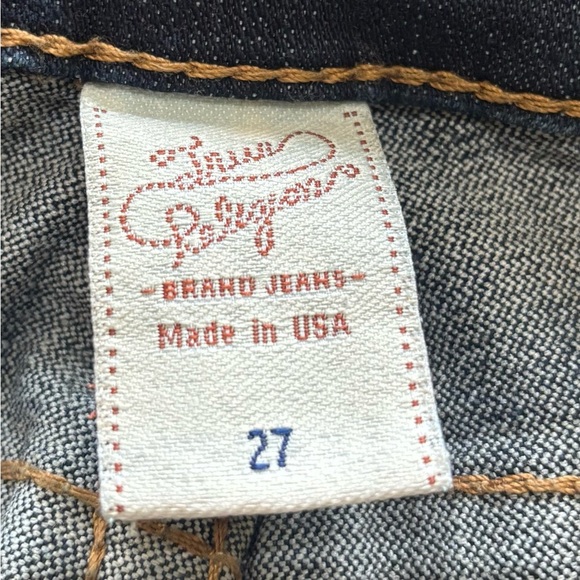 True
Religion
-BRAND JEANS-
Made in USA
27